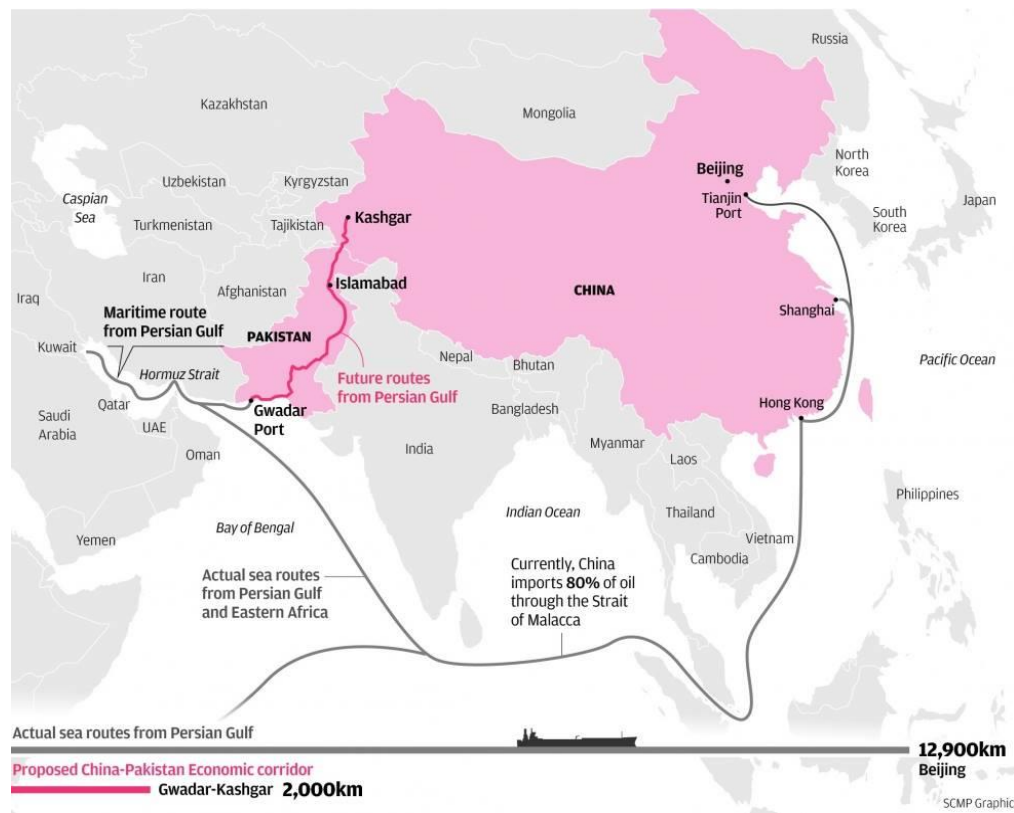 Russia
Kazakhstan
Mongolia
Beijing
North
Korea
Uzbekistan
Kyrgyzstan
Caspian
Sea
Tianjin
Port
Japan
Turkmenistan
Tajikistan
Kashgar
South
Korea
Iran
Afghanistan
Islamabad
CHINA
Iraq
Maritime route
from Persian Gulf
PAKISTAN
Shanghai
Kuwait
Nepal
Bhutan
Pacific Ocean
Hormuz Strait
Future routes
from Persian Gulf
Qatar
Gwadar
Port
Bangladesh
Hong Kong
Saudi
Arabia
UAE
Oman
India
Myanmar
Laos
Philippines
Yemen
Bay of Bengal
Indian Ocean
Thailand
Vietnam
Cambodia
Actual sea routes
from Persian Gulf
and Eastern Africa
Currently, China
imports 80% of oil
through the Strait
of Malacca
Actual sea routes from Persian Gulf
12,900km
Beijing
Proposed China-Pakistan Economic corridor
Gwadar-Kashgar 2,000km
SCMP Graphic